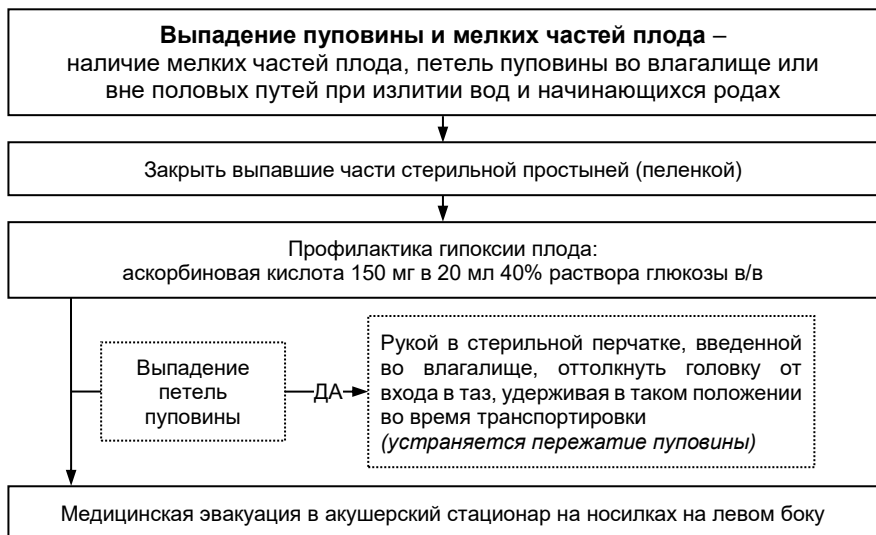 Выпадение пуповины и мелких частей плода –
наличие мелких частей плода, петель пуповины во влагалище или
вне половых путей при излитии вод и начинающихся родах
Закрыть выпавшие части стерильной простыней (пеленкой)
Профилактика гипоксии плода:
аскорбиновая кислота 150 мг в 20 мл 40% раствора глюкозы в/в
Выпадение
петель
пуповины
ДА
Рукой в стерильной перчатке, введенной
во влагалище, оттолкнуть головку от
входа в таз, удерживая в таком положении
во время транспортировки
(устраняется пережатие пуповины)
Медицинская эвакуация в акушерский стационар на носилках на левом боку